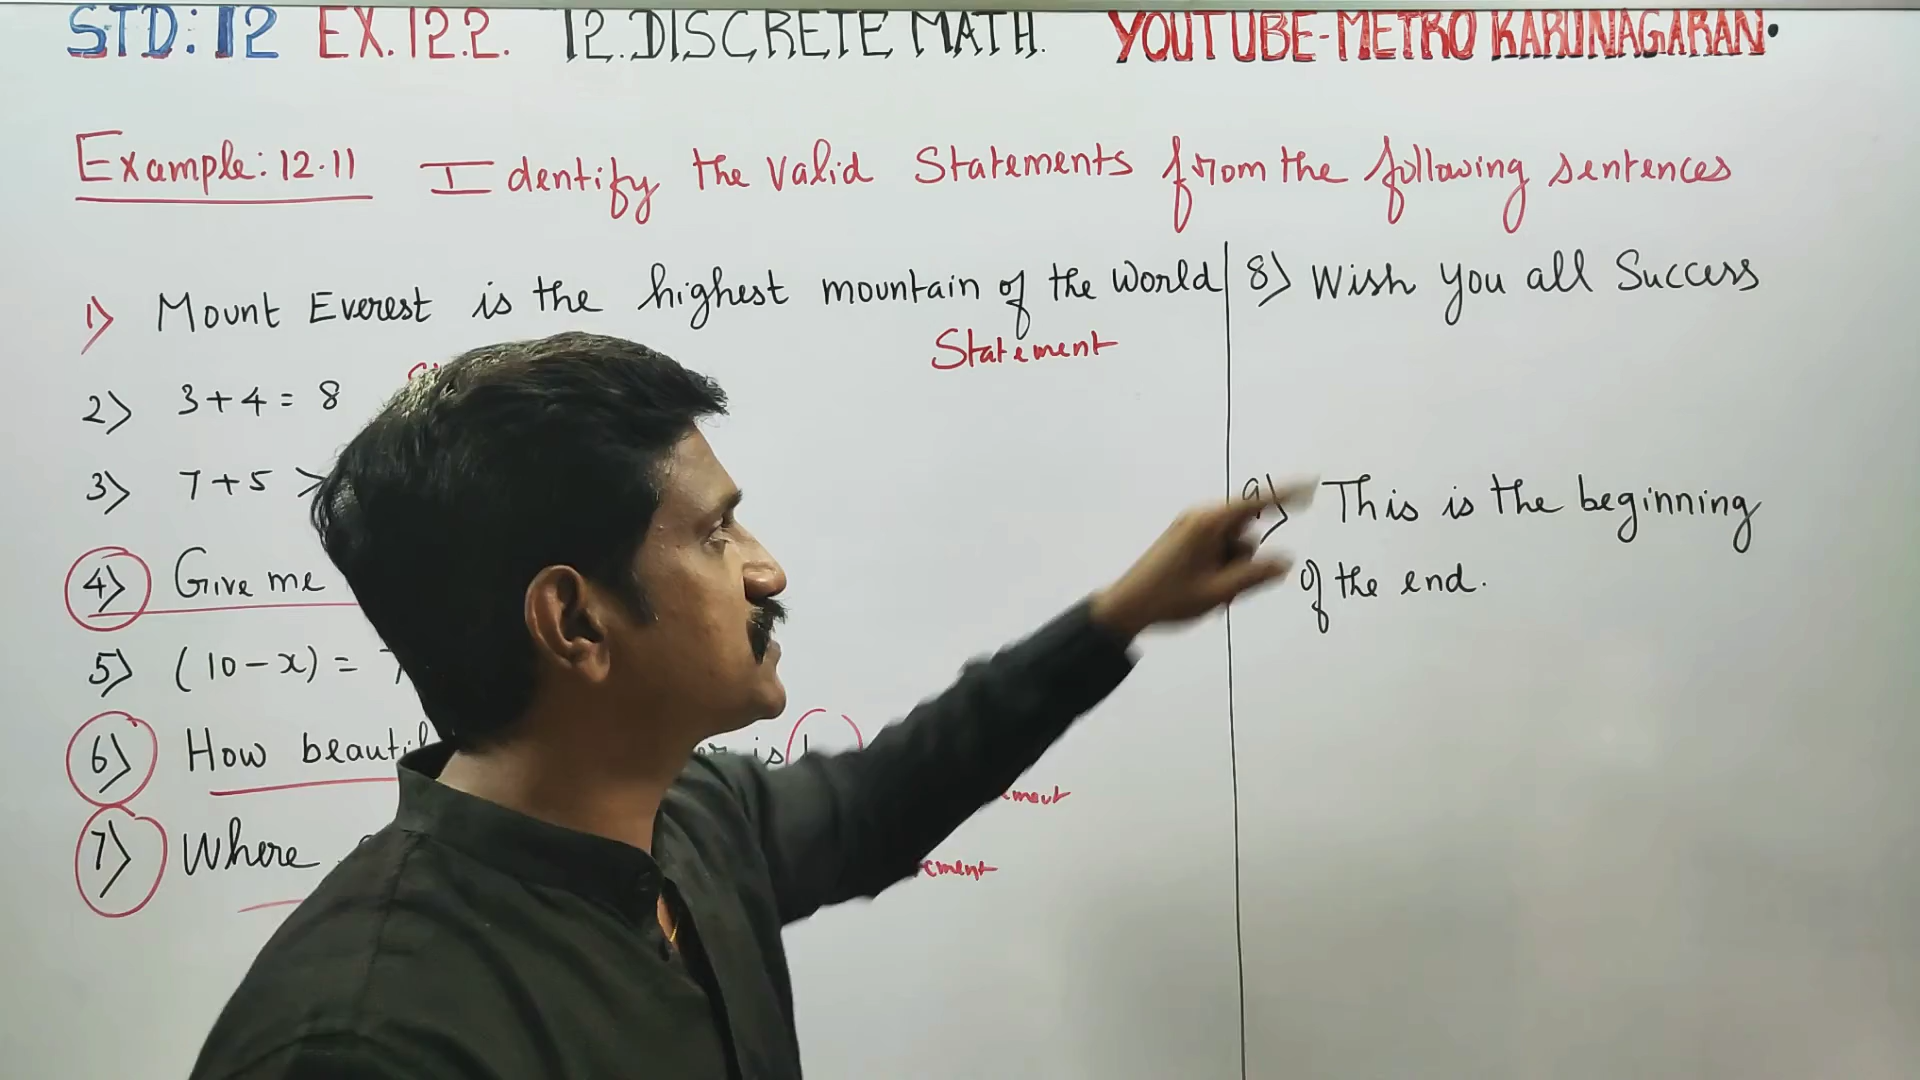 STD: 12 EX.12.2. 12.DISCRETE MATH. YOUTUBE-METRO KARUNAGARAN.
Example: 12.11 Identify the valid Statements from the following sentences
1) Mount Everest is the highest mountain of the world
Statement
2) 3+4 = 8
3) 7+5 >
4) Give me
5) (10-x) =
6) How
is
7) Where
8) Wish you all Success
9) This is the beginning
of the end.